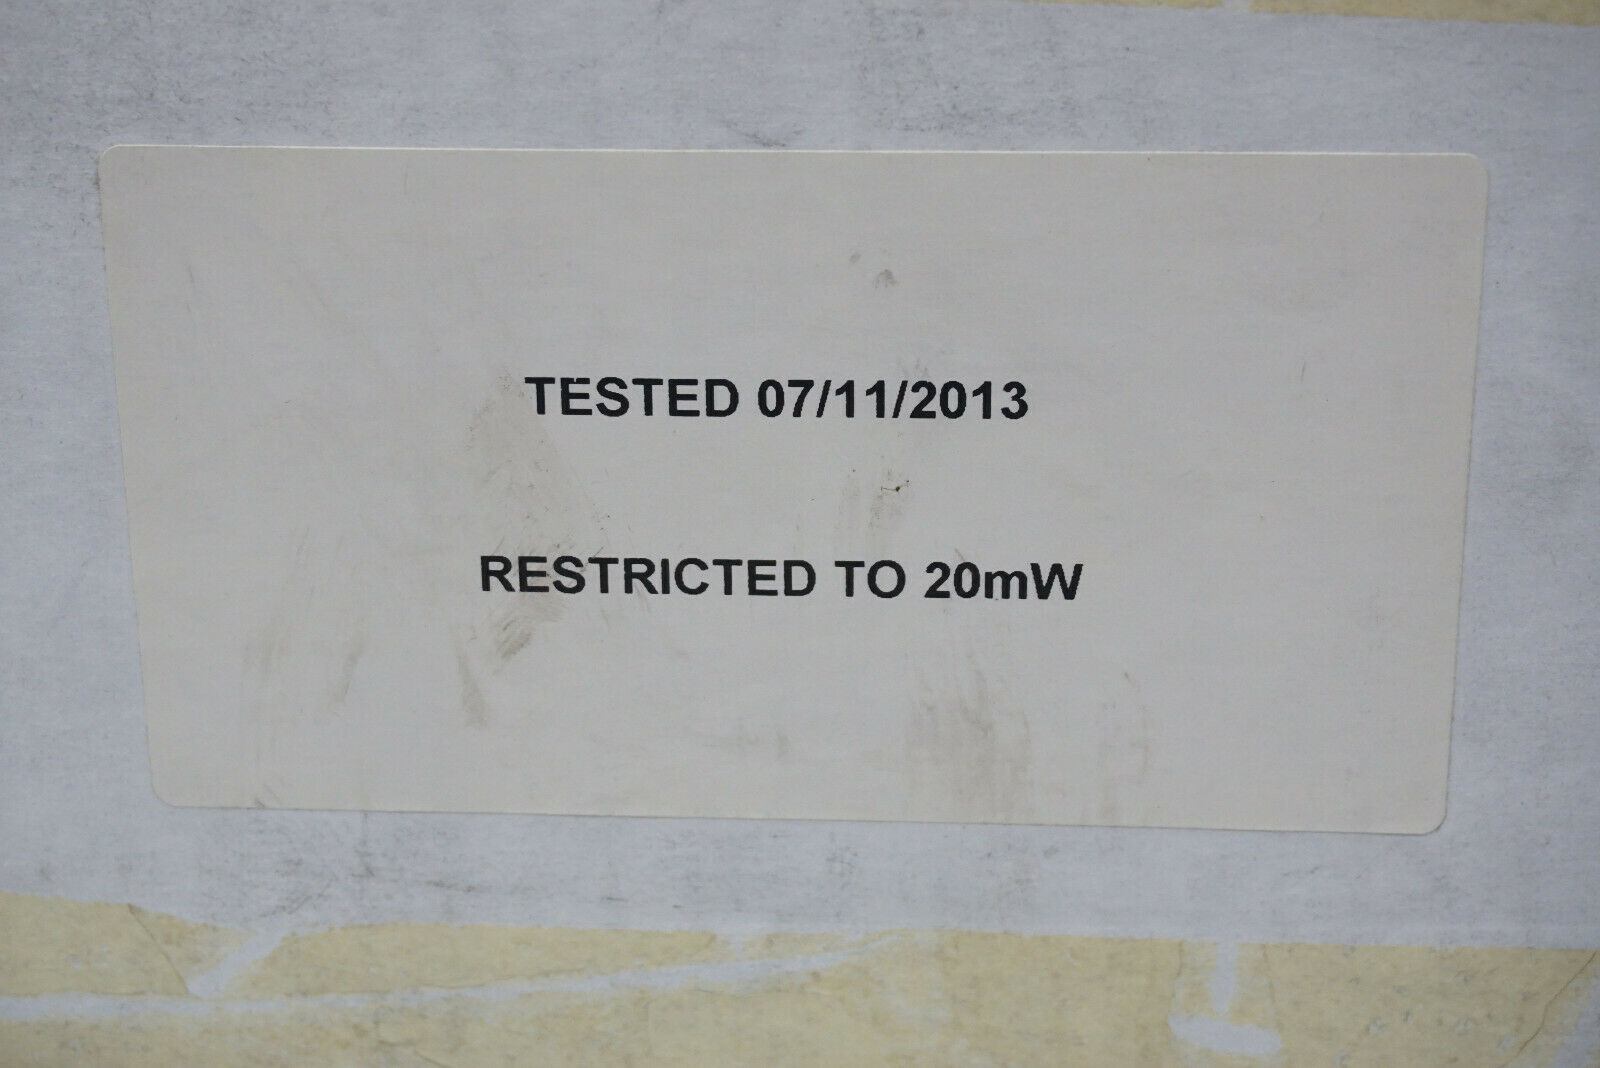 TESTED 07/11/2013
RESTRICTED TO 20mW